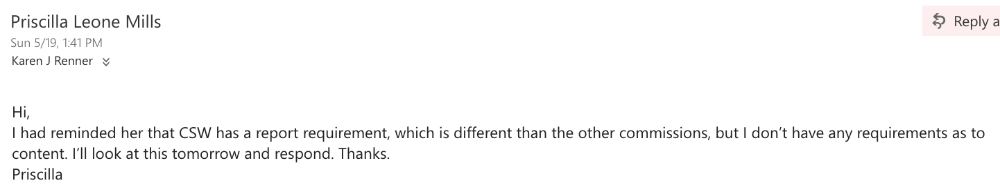 Priscilla Leone Mills
Reply a
Sun 5/19, 1:41 PM
Karen J Renner
Hi,
I had reminded her that CSW has a report requirement, which is different than the other commissions, but I don’t have any requirements as to
content. I’ll look at this tomorrow and respond. Thanks.
Priscilla